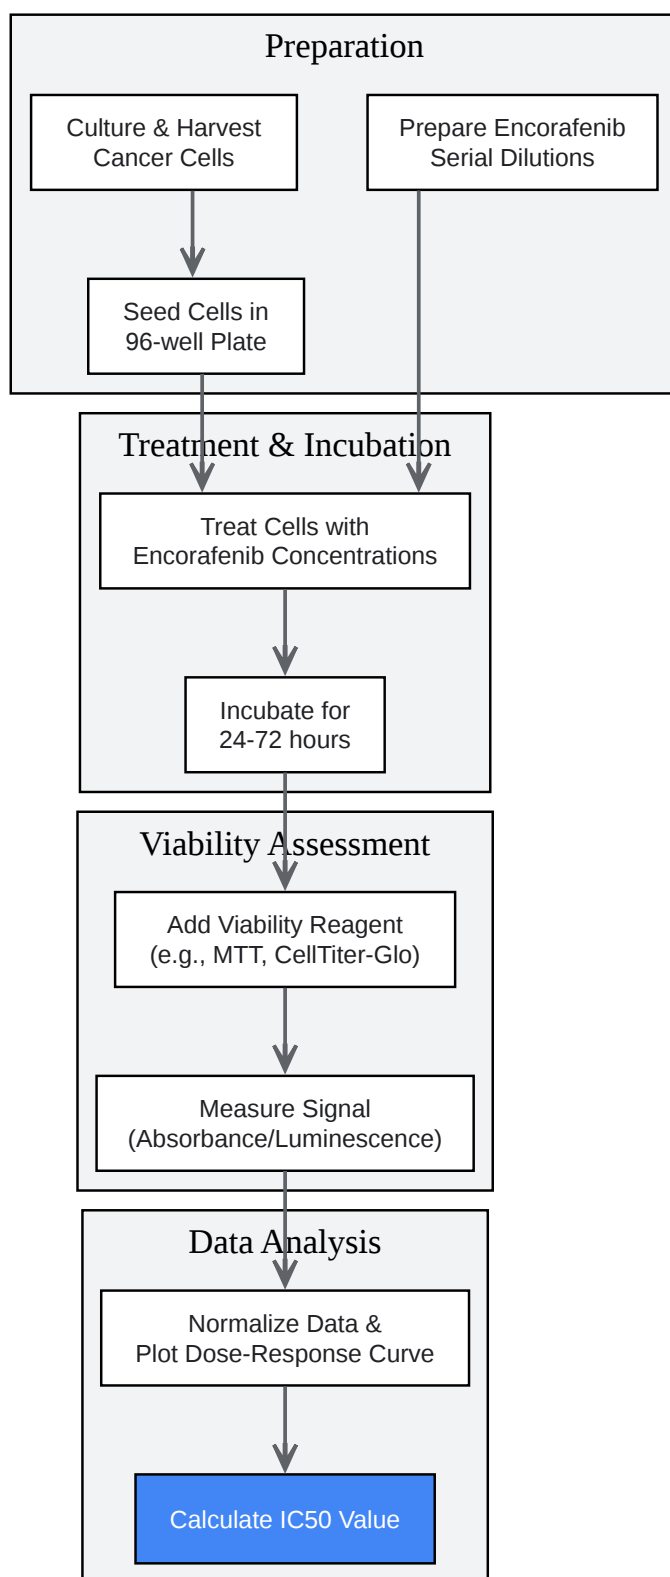 Preparation
Culture & Harvest
Cancer Cells
Prepare Encorafenib
Serial Dilutions
Seed Cells in
96-well Plate
Treatment & Incubation
Treat Cells with
Encorafenib Concentrations
Incubate for
24-72 hours
Viability Assessment
Add Viability Reagent
(e.g., MTT, CellTiter-Glo)
Measure Signal
(Absorbance/Luminescence)
Data Analysis
Normalize Data &
Plot Dose-Response Curve
Calculate IC50 Value